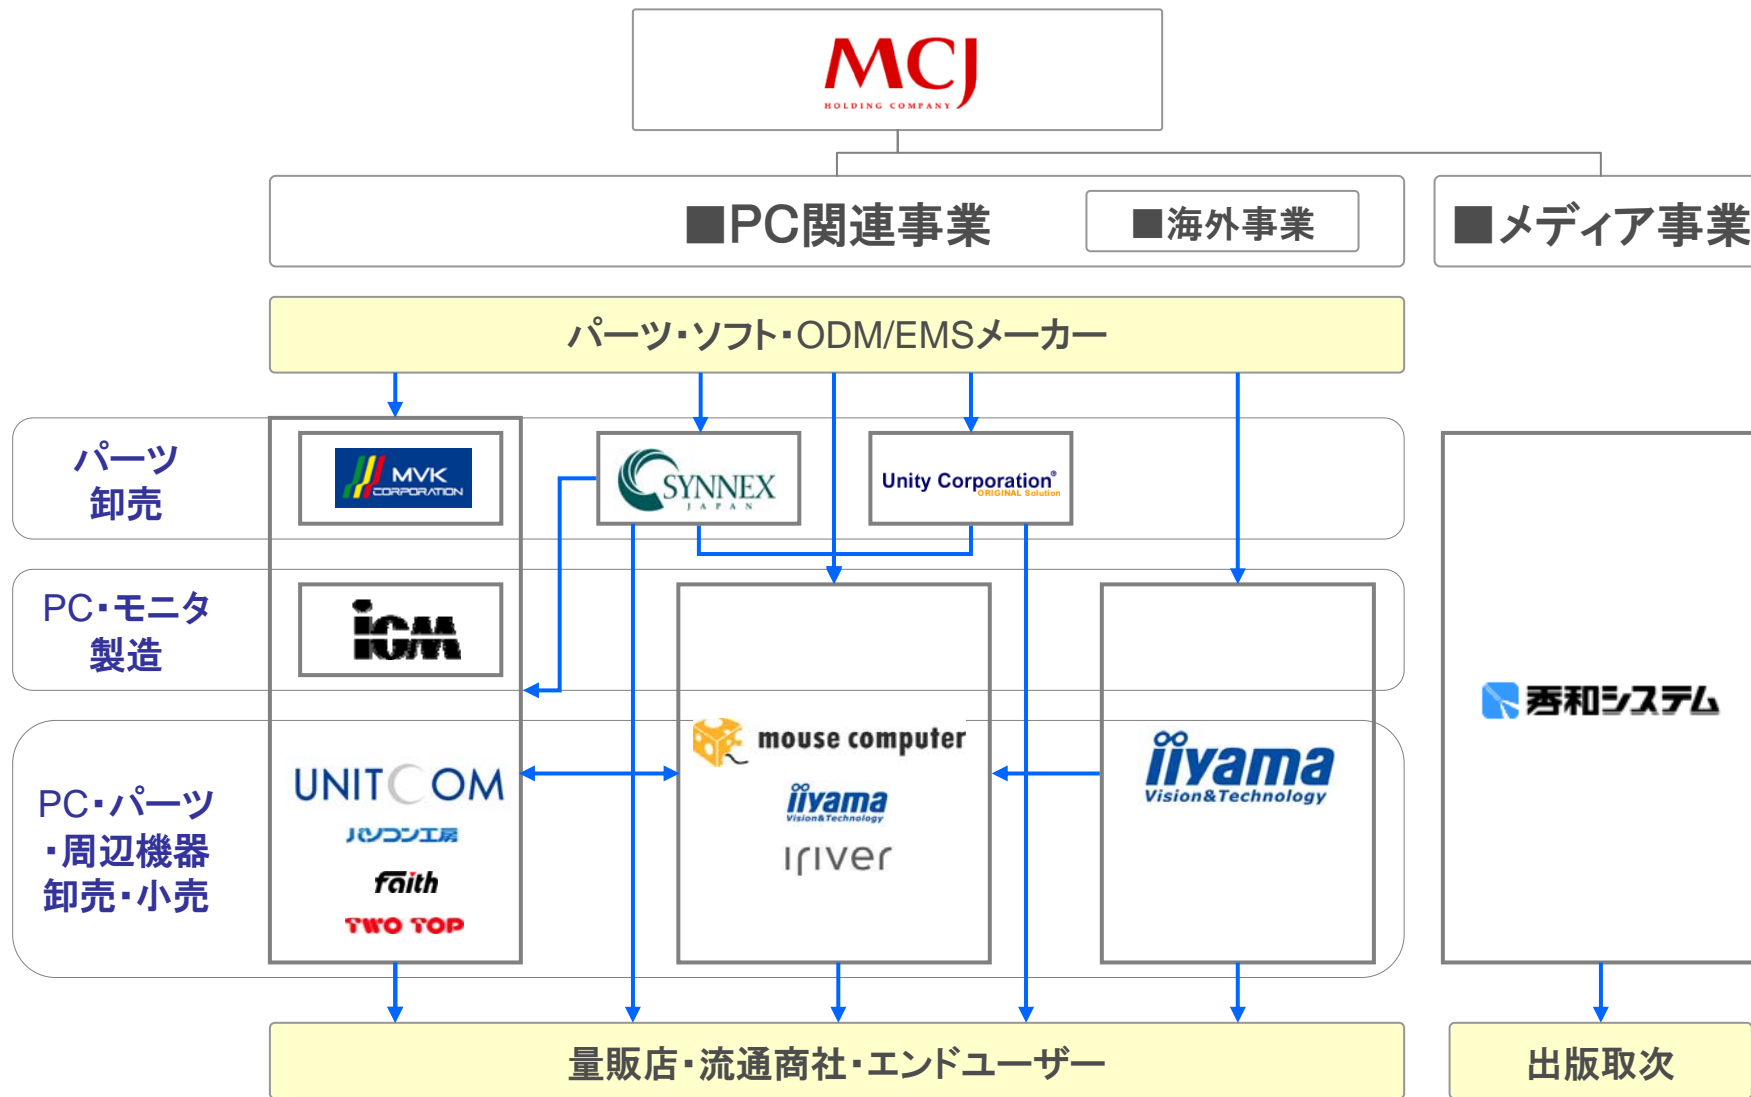 MCJ
HOLDING COMPANY
■PC関連事業
■海外事業
■メディア事業
パーツ・ソフト・ODM/EMSメーカー
パーツ
卸売
MVK
CORPORATION
SYNNEX
JAPAN
Unity Corporation®
ORIGINAL Solution
PC・モニタ
製造
iCM
PC・パーツ
・周辺機器
卸売・小売
UNITCOM
パソコン工房
Faith
TWO TOP
mouse computer
iiyama
Vision&Technology
iriver
iiyama
Vision&Technology
秀和システム
量販店・流通商社・エンドユーザー
出版取次